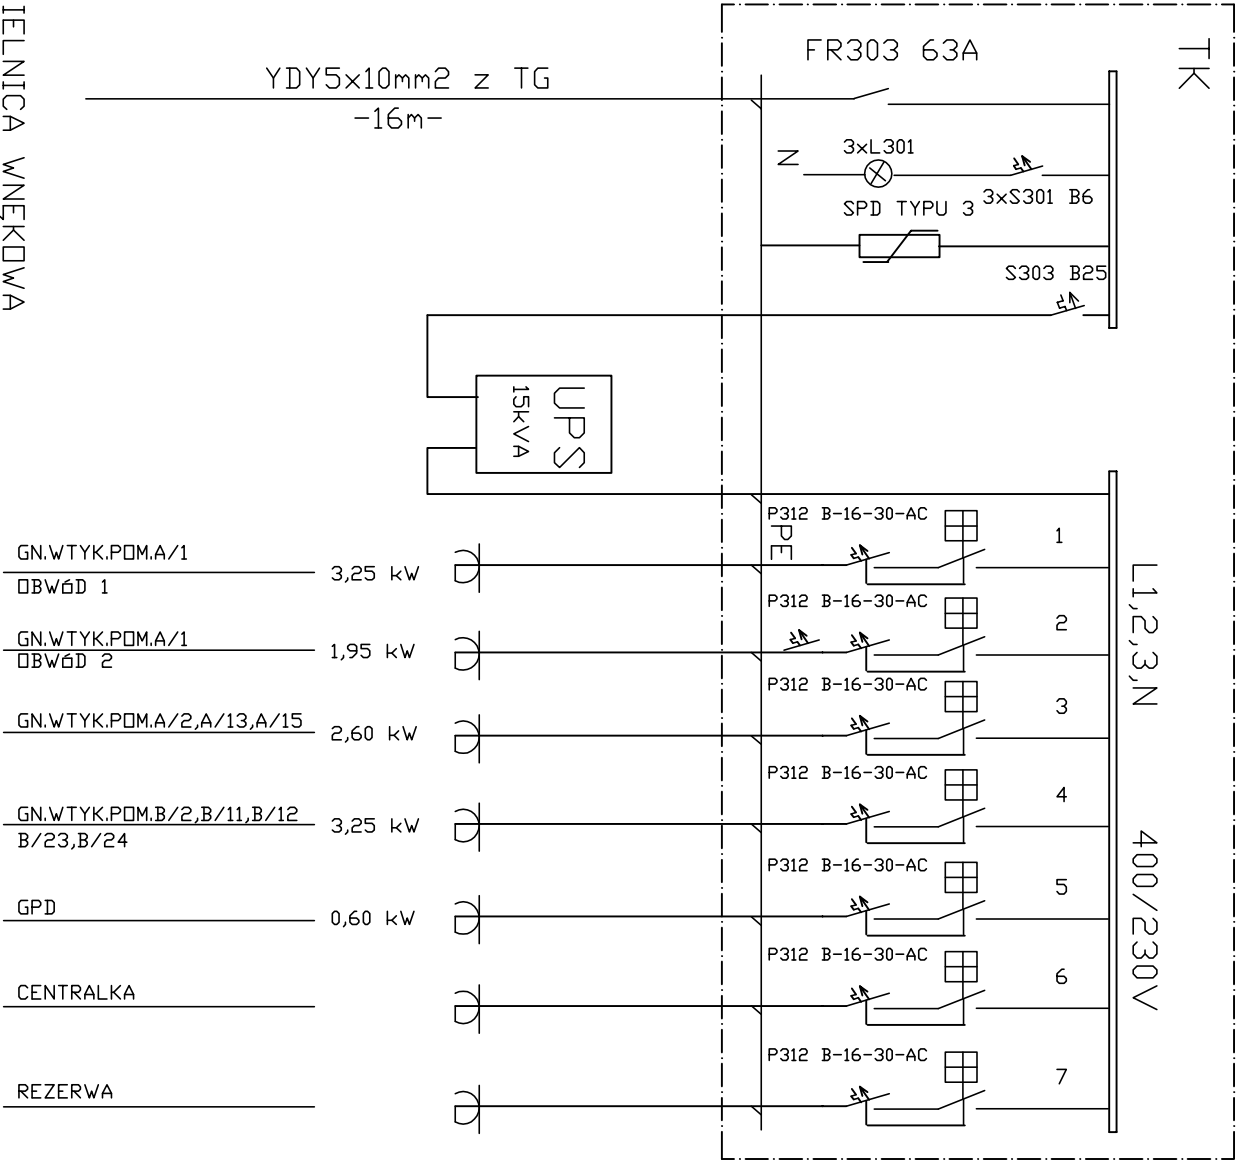 FR303 63A
TK
YDY5x10mm2 z TG
-16m-
IELNICA WNĘKOWA
N
3xL301
3xS301 B6
SPD TYPU 3
S303 B25
UPS
15kVA
L1,2,3,N
400/230V
PE
P312 B-16-30-AC
1
GN.WTYK.POM.A/1
OBWóD 1
3,25 kW
P312 B-16-30-AC
2
GN.WTYK.POM.A/1
OBWóD 2
1,95 kW
P312 B-16-30-AC
3
GN.WTYK.POM.A/2,A/13,A/15
2,60 kW
P312 B-16-30-AC
4
GN.WTYK.POM.B/2,B/11,B/12
B/23,B/24
3,25 kW
P312 B-16-30-AC
5
GPD
0,60 kW
P312 B-16-30-AC
6
CENTRALKA
P312 B-16-30-AC
7
REZERWA